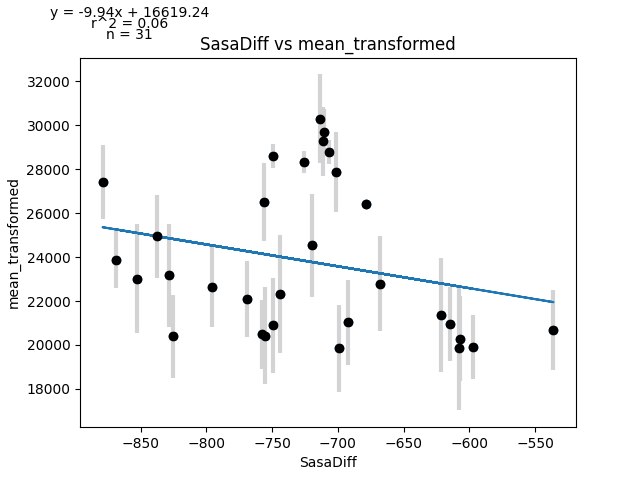 y = -9.94x + 16619.24
r^2 = 0.06
n = 31
SasaDiff vs mean_transformed
32000
30000
28000
26000
24000
22000
20000
18000
mean_transformed
−850
−800
−750
−700
−650
−600
−550
SasaDiff